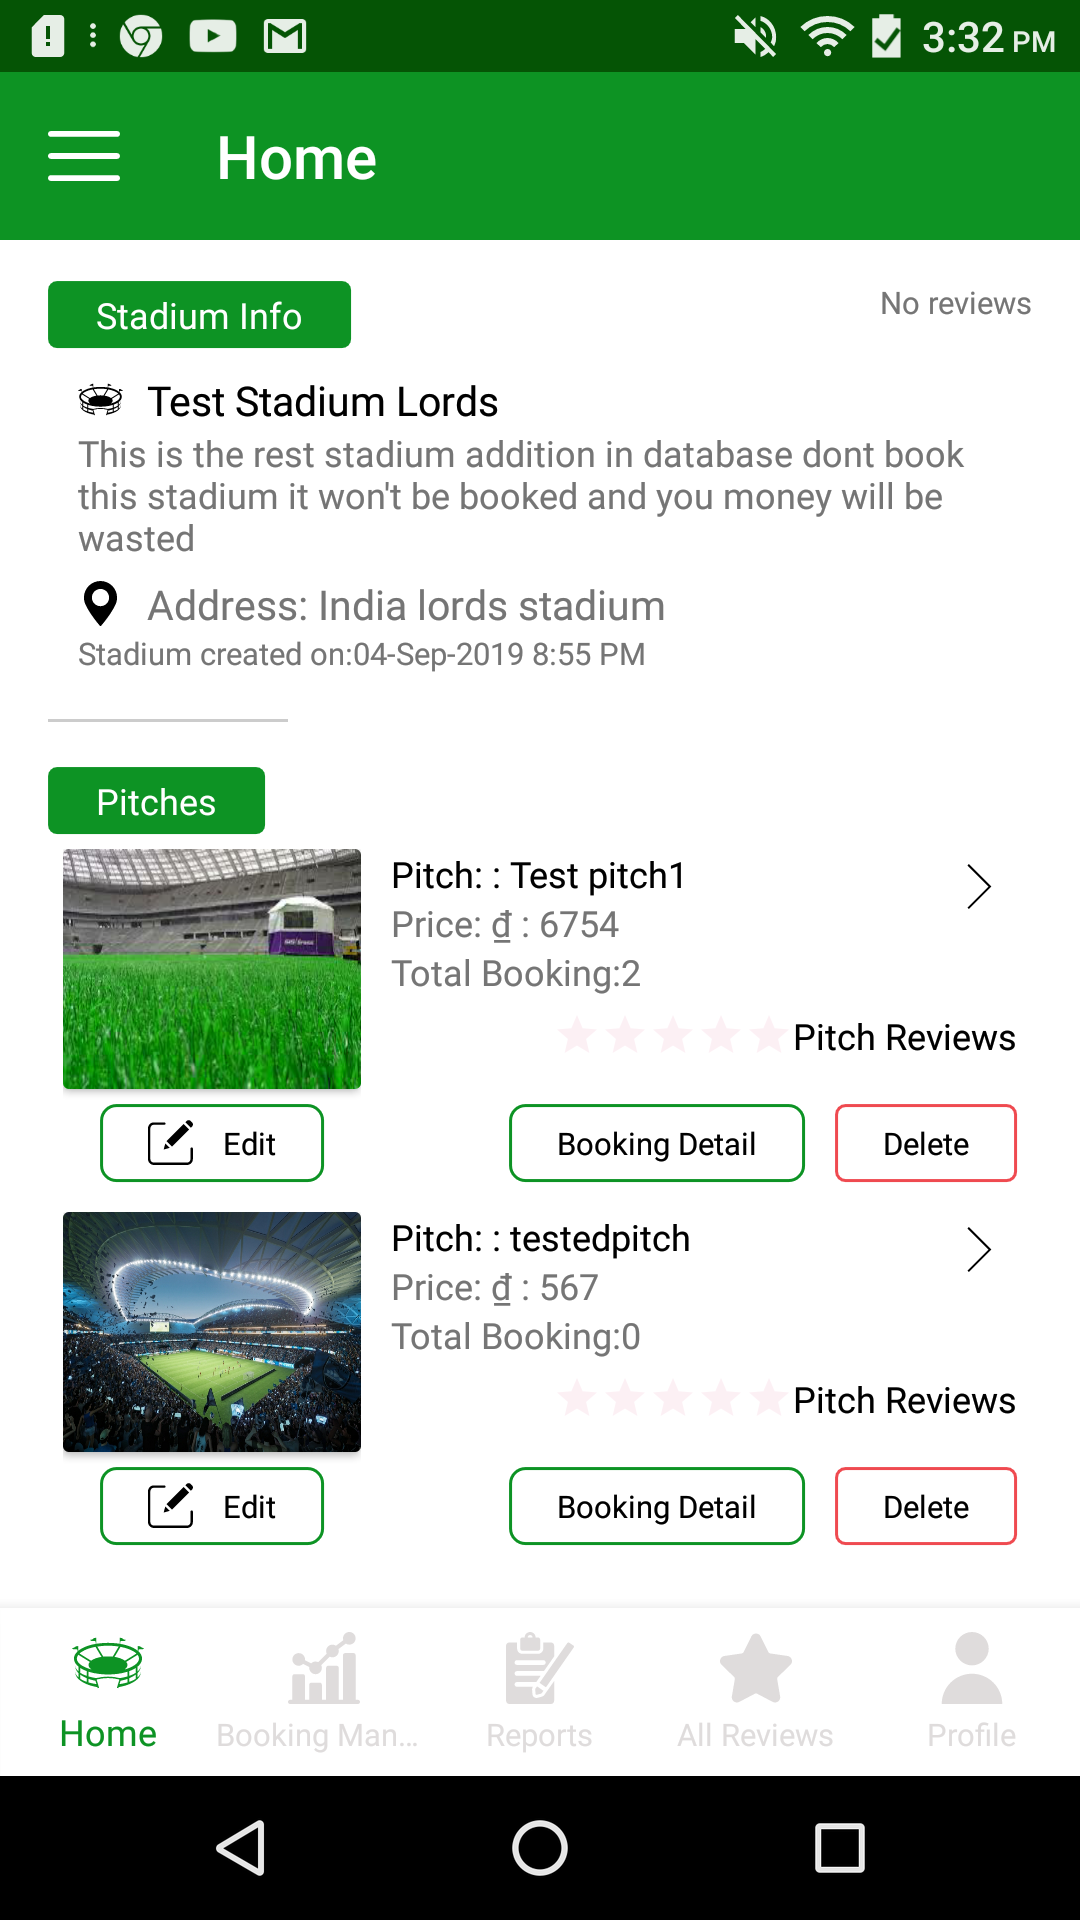 3:32 PM
Home
Stadium Info
No reviews
Test Stadium Lords
This is the rest stadium addition in database dont book
this stadium it won't be booked and you money will be
wasted
Address: India lords stadium
Stadium created on:04-Sep-2019 8:55 PM
Pitches
Pitch: : Test pitch1
Price: ₫ : 6754
Total Booking:2
Pitch Reviews
Edit
Booking Detail
Delete
Pitch: : testedpitch
Price: ₫ : 567
Total Booking:0
Pitch Reviews
Edit
Booking Detail
Delete
Home
Booking Man...
Reports
All Reviews
Profile